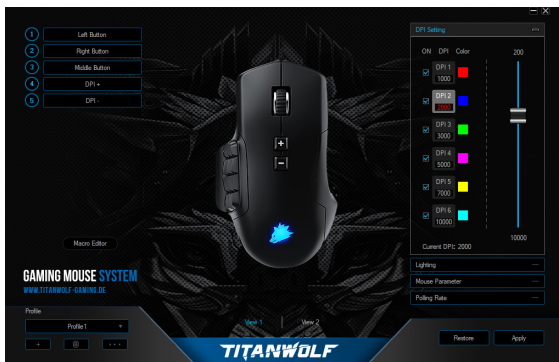 1 Left Button
2 Right Button
3 Middle Button
4 DPI +
5 DPI -
Macro Editor
GAMING MOUSE SYSTEM
WWW.TITANWOLF-GAMING.DE
Profile
Profile1
+
...
View 1 | View 2
TITANWOLF
+
-
DPI Setting
ON DPI Color
200
DPI 1
1000
DPI 2
2000
DPI 3
3000
DPI 4
5000
DPI 5
7000
DPI 6
10000
10000
Current DPI: 2000
Lighting
Mouse Parameter
Polling Rate
Restore
Apply